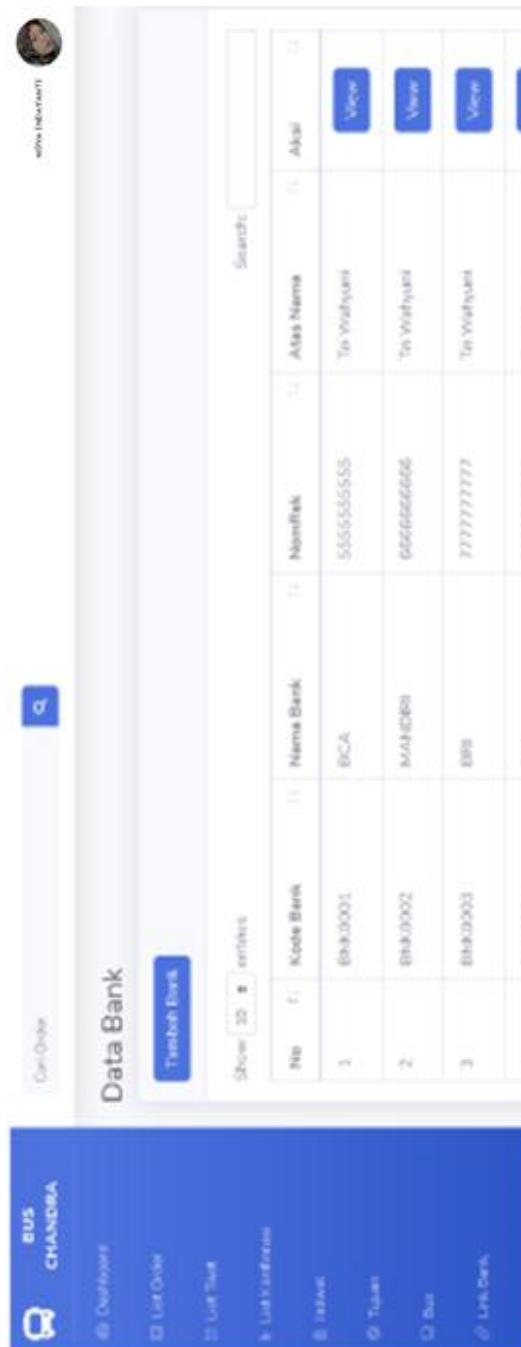 BUS
CHANDRA
Cari Order
NOVA INDAYANTI
Dashboard
List Order
List Tiket
List Konfirmasi
Jadwal
Tujuan
Bus
Link Bank
Data Bank
Tambah Bank
Show 10 entries
Search:
No Kode Bank Nama Bank NomRek Atas Nama Aksi
1 BNK0001 BCA 5555555555 Tri Wahyuni View
2 BNK0002 MANDIRI 6666666666 Tri Wahyuni View
3 BNK0003 BRI 7777777777 Tri Wahyuni View